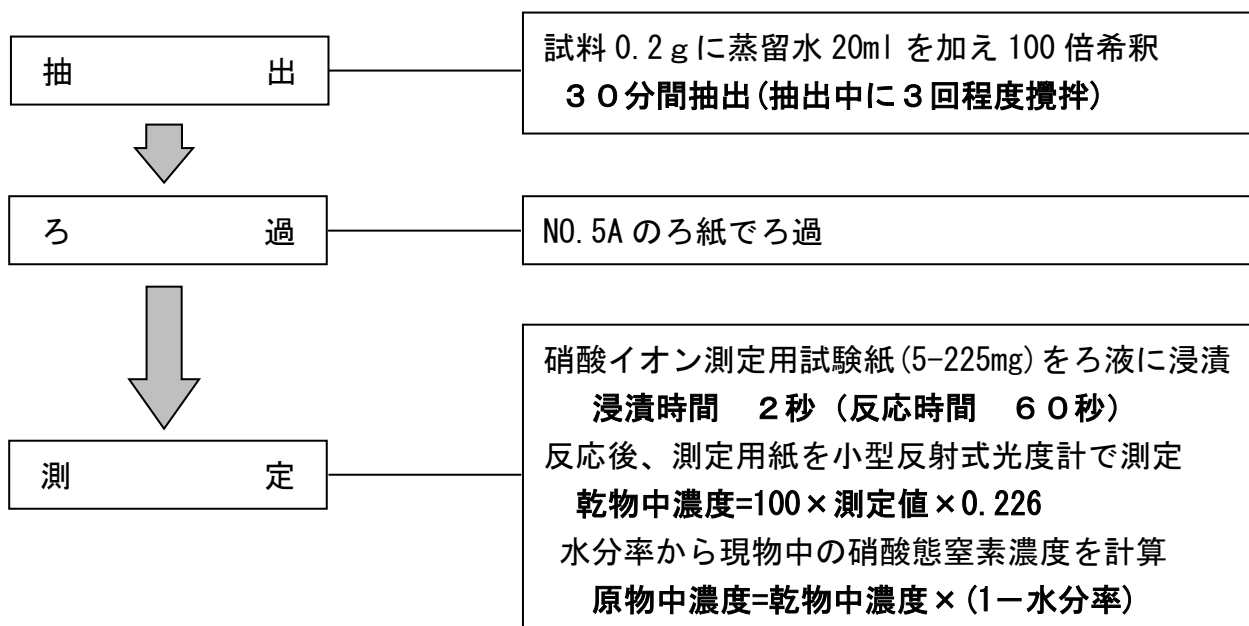 抽　　　　　出
試料 0.2ｇに蒸留水 20ml を加え 100 倍希釈
３０分間抽出(抽出中に３回程度攪拌)
ろ　　　　　過
NO.5A のろ紙でろ過
測　　　　　定
硝酸イオン測定用試験紙(5-225mg)をろ液に浸漬
浸漬時間　２秒（反応時間　６０秒）
反応後、測定用紙を小型反射式光度計で測定
乾物中濃度=100×測定値×0.226
水分率から現物中の硝酸態窒素濃度を計算
原物中濃度=乾物中濃度×(1－水分率)